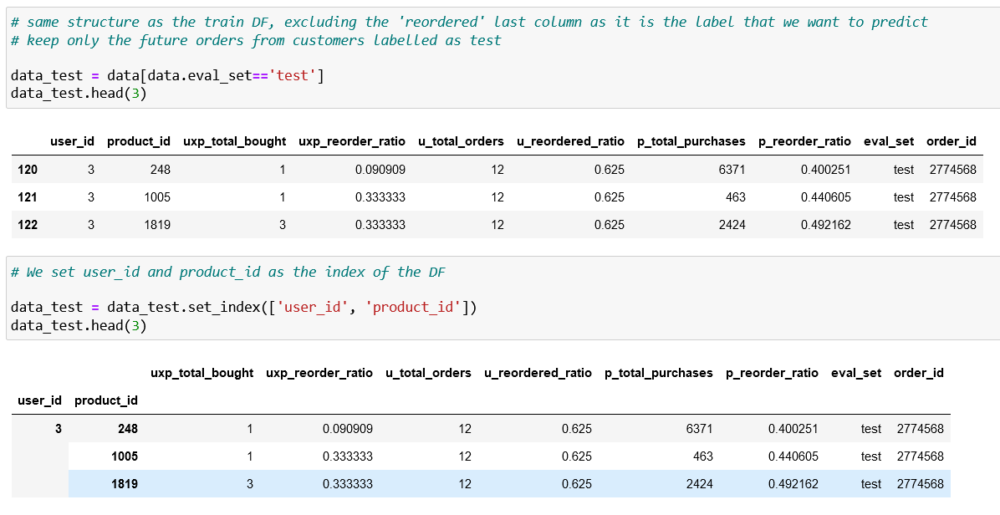 # same structure as the train DF, excluding the 'reordered' last column as it is the label that we want to predict
# keep only the future orders from customers labelled as test
data_test = data[data.eval_set=='test']
data_test.head(3)
user_id product_id uxp_total_bought uxp_reorder_ratio u_total_orders u_reordered_ratio p_total_purchases p_reorder_ratio eval_set order_id
120 3 248 1 0.090909 12 0.625 6371 0.400251 test 2774568
121 3 1005 1 0.333333 12 0.625 463 0.440605 test 2774568
122 3 1819 3 0.333333 12 0.625 2424 0.492162 test 2774568
# We set user_id and product_id as the index of the DF
data_test = data_test.set_index(['user_id', 'product_id'])
data_test.head(3)
uxp_total_bought uxp_reorder_ratio u_total_orders u_reordered_ratio p_total_purchases p_reorder_ratio eval_set order_id
user_id product_id
3 248 1 0.090909 12 0.625 6371 0.400251 test 2774568
1005 1 0.333333 12 0.625 463 0.440605 test 2774568
1819 3 0.333333 12 0.625 2424 0.492162 test 2774568